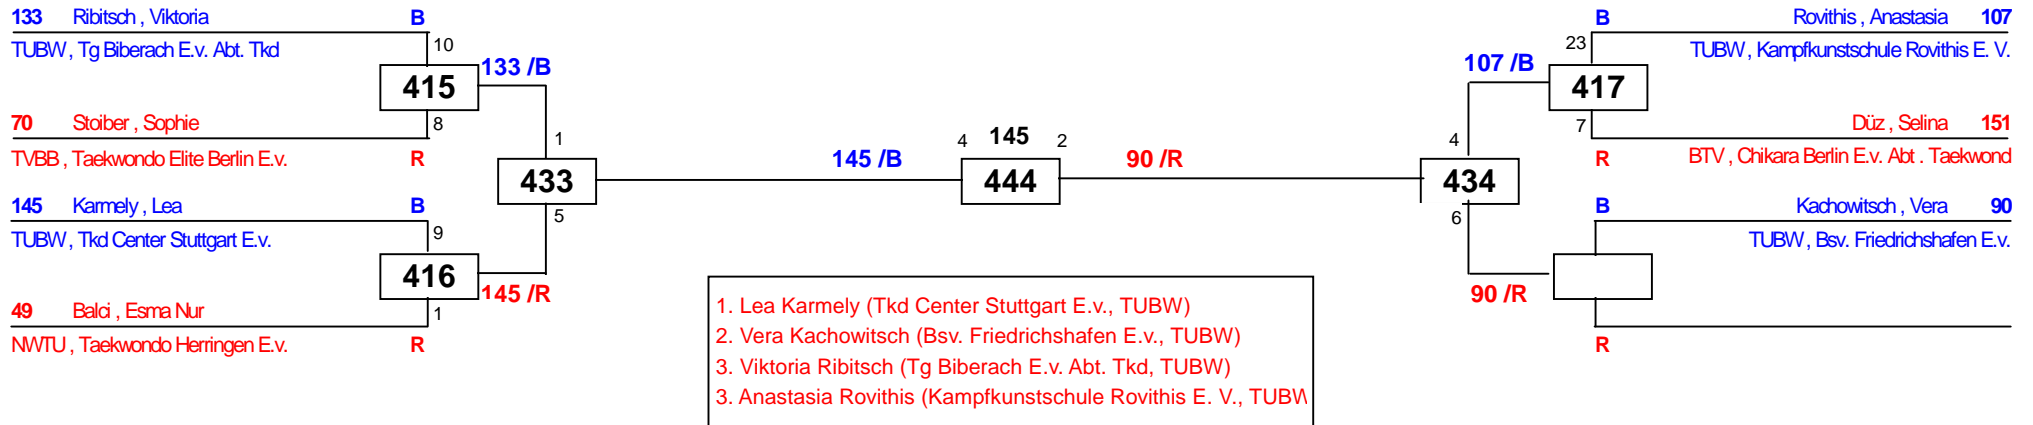 133 Ribitsch , Viktoria B
TUBW , Tg Biberach E.v. Abt. Tkd
10
415
133 /B
8
70 Stoiber , Sophie
TVBB , Taekwondo Elite Berlin E.v. R
1
433
5
145 Karmely , Lea B
TUBW , Tkd Center Stuttgart E.v.
9
416
145 /R
1
49 Balci , Esma Nur
NWTU , Taekwondo Herringen E.v. R
145 /B
4 145 2
444
90 /R
B Rovithis , Anastasia 107
TUBW , Kampfkunstschule Rovithis E. V.
23
107 /B
417
7
Düz , Selina 151
R BTV , Chikara Berlin E.v. Abt . Taekwond
4
434
6
B Kachowitsch , Vera 90
TUBW , Bsv. Friedrichshafen E.v.
90 /R
R
1. Lea Karmely (Tkd Center Stuttgart E.v., TUBW)
2. Vera Kachowitsch (Bsv. Friedrichshafen E.v., TUBW)
3. Viktoria Ribitsch (Tg Biberach E.v. Abt. Tkd, TUBW)
3. Anastasia Rovithis (Kampfkunstschule Rovithis E. V., TUBW